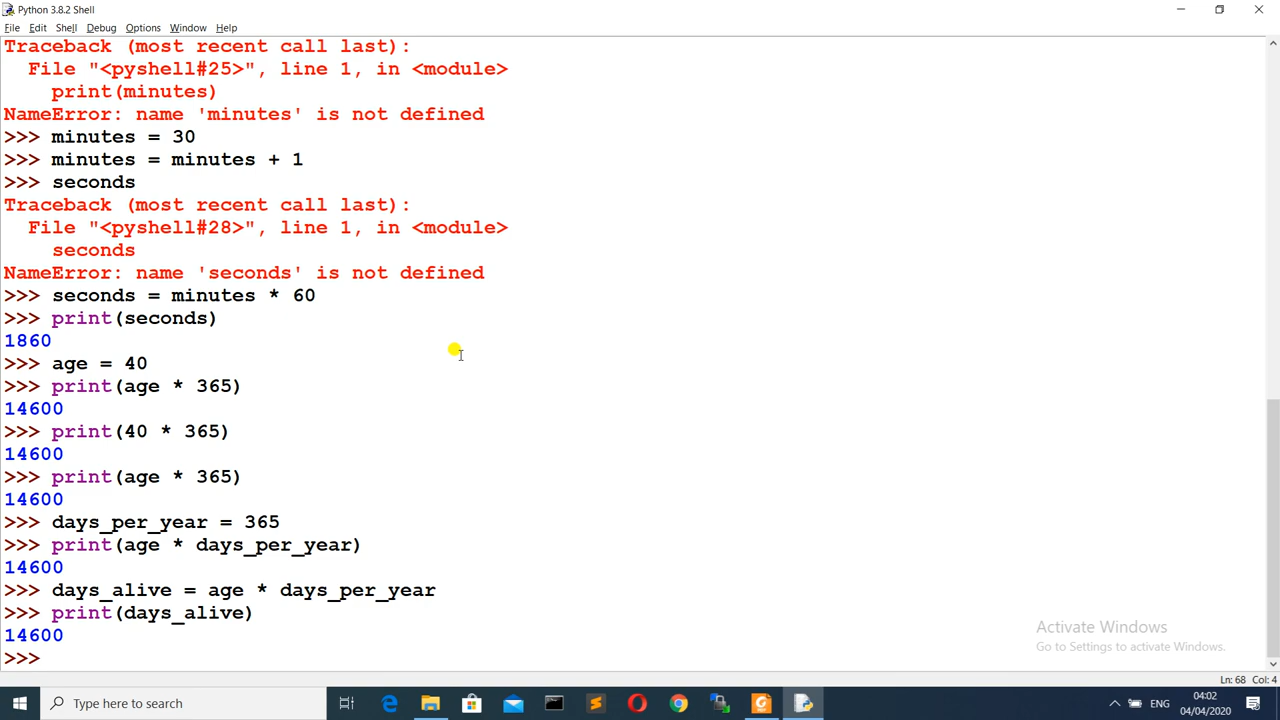 Python 3.8.2 Shell
File Edit Shell Debug Options Window Help
Traceback (most recent call last):
  File "<pyshell#25>", line 1, in <module>
    print(minutes)
NameError: name 'minutes' is not defined
>>> minutes = 30
>>> minutes = minutes + 1
>>> seconds
Traceback (most recent call last):
  File "<pyshell#28>", line 1, in <module>
    seconds
NameError: name 'seconds' is not defined
>>> seconds = minutes * 60
>>> print(seconds)
1860
>>> age = 40
>>> print(age * 365)
14600
>>> print(40 * 365)
14600
>>> print(age * 365)
14600
>>> days_per_year = 365
>>> print(age * days_per_year)
14600
>>> days_alive = age * days_per_year
>>> print(days_alive)
14600
>>>
Activate Windows
Go to Settings to activate Windows.
Ln: 68 Col: 4
Type here to search
ENG
04:02
04/04/2020